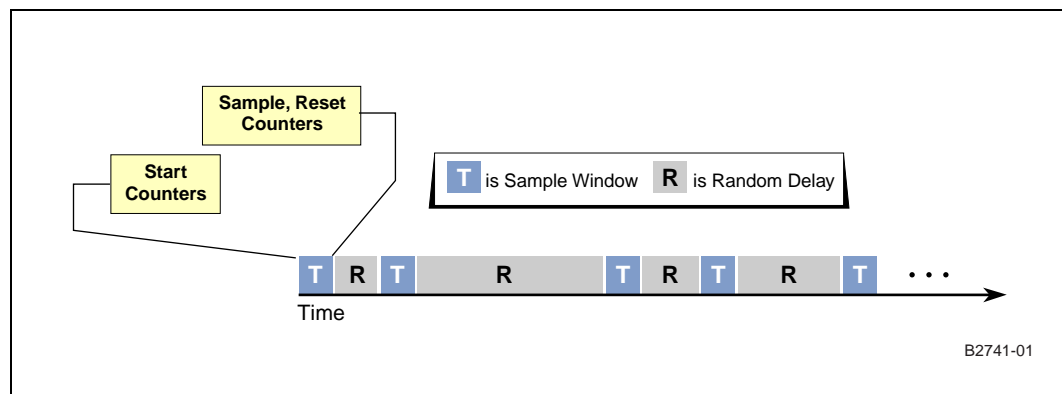 Sample, Reset
Counters
Start
Counters
T is Sample Window R is Random Delay
T R T R T R T R T . . .
Time
B2741-01